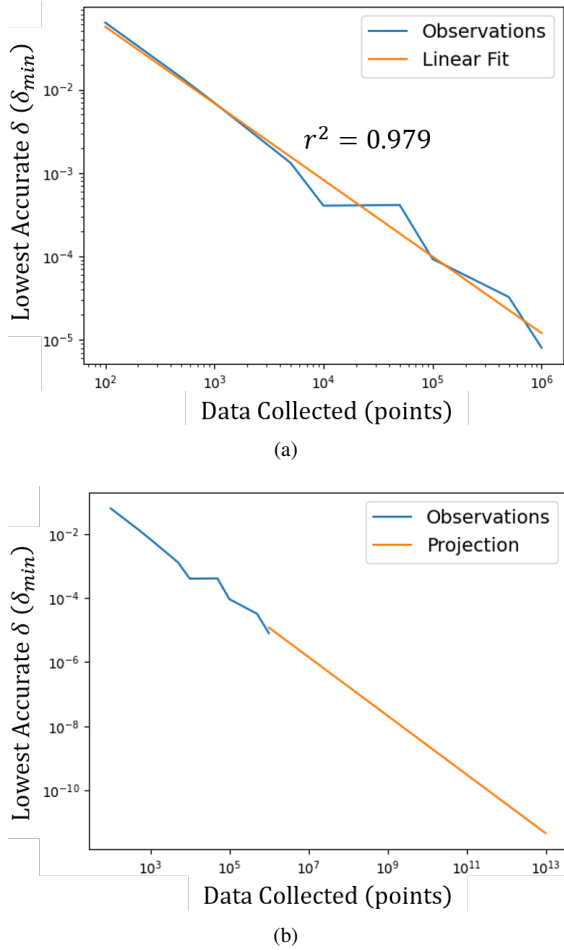 Observations
Linear Fit
r² = 0.979
Lowest Accurate δ (δ_min)
10⁻²
10⁻³
10⁻⁴
10⁻⁵
10² 10³ 10⁴ 10⁵ 10⁶
Data Collected (points)
(a)
Observations
Projection
Lowest Accurate δ (δ_min)
10⁻²
10⁻⁴
10⁻⁶
10⁻⁸
10⁻¹⁰
10³ 10⁵ 10⁷ 10⁹ 10¹¹ 10¹³
Data Collected (points)
(b)